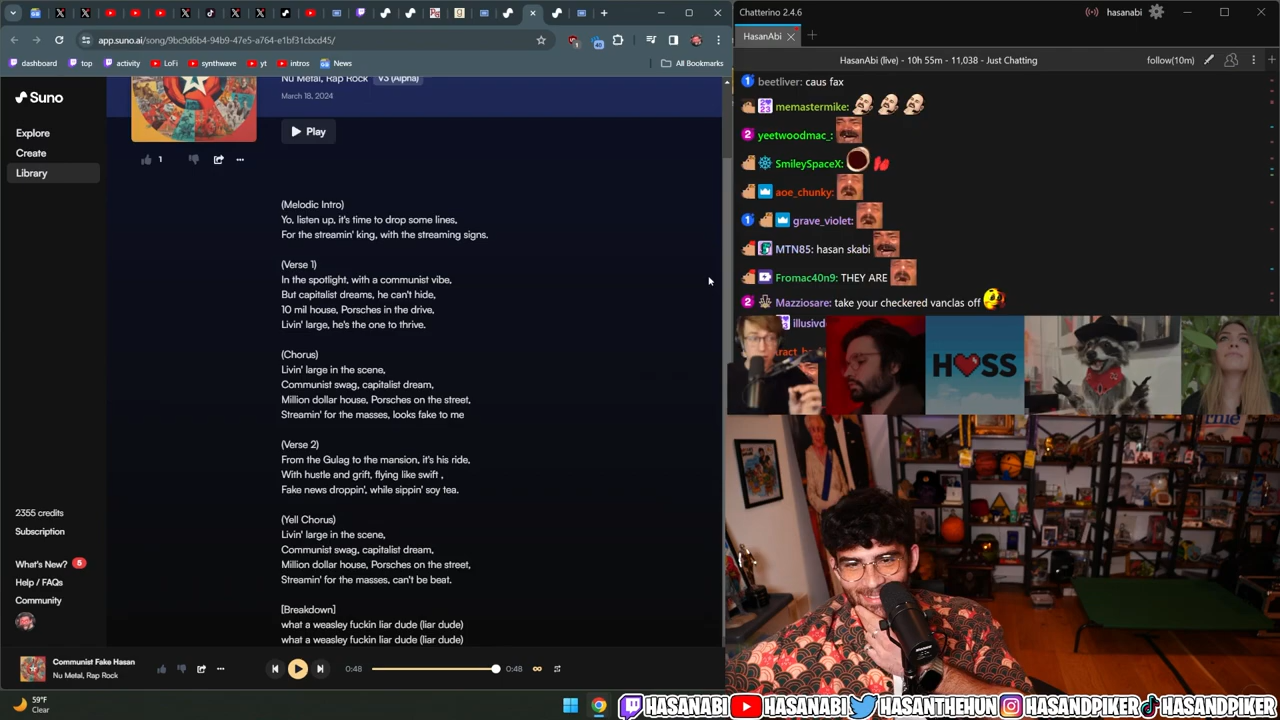 app.suno.ai/song/9bc9d6b4-94b9-47e5-a764-e1bf31cbcd45/
dashboard
top
activity
LoFi
synthwave
yt
intros
News
All Bookmarks
Suno
Explore
Create
Library
2355 credits
Subscription
What's New? 6
Help / FAQs
Community
Nu Metal, Rap Rock
V3 (Alpha)
March 18, 2024
Play
1
(Melodic Intro)
Yo, listen up, it's time to drop some lines,
For the streamin' king, with the streaming signs.
(Verse 1)
In the spotlight, with a communist vibe,
But capitalist dreams, he can't hide,
10 mil house, Porsches in the drive,
Livin' large, he's the one to thrive.
(Chorus)
Livin' large in the scene,
Communist swag, capitalist dream,
Million dollar house, Porsches on the street,
Streamin' for the masses, looks fake to me
(Verse 2)
From the Gulag to the mansion, it's his ride,
With hustle and grift, flying like swift ,
Fake news droppin', while sippin' soy tea.
(Yell Chorus)
Livin' large in the scene,
Communist swag, capitalist dream,
Million dollar house, Porsches on the street,
Streamin' for the masses, can't be beat.
[Breakdown]
what a weasley fuckin liar dude (liar dude)
what a weasley fuckin liar dude (liar dude)
Communist Fake Hasan
Nu Metal, Rap Rock
0:48
0:48
59°F
Clear
Chatterino 2.4.6
hasanabi
HasanAbi
HasanAbi (live) - 10h 55m - 11,038 - Just Chatting
follow(10m)
beetliver: caus fax
memastermike:
yeetwoodmac_:
SmileySpaceX:
aoe_chunky:
grave_violet:
MTN85: hasan skabi
Fromac40n9: THEY ARE
Mazziosare: take your checkered vanclas off
illusivd
HASANABI
HASANABI
HASANTHEHUN
HASANDPIKER
HASANDPIKER